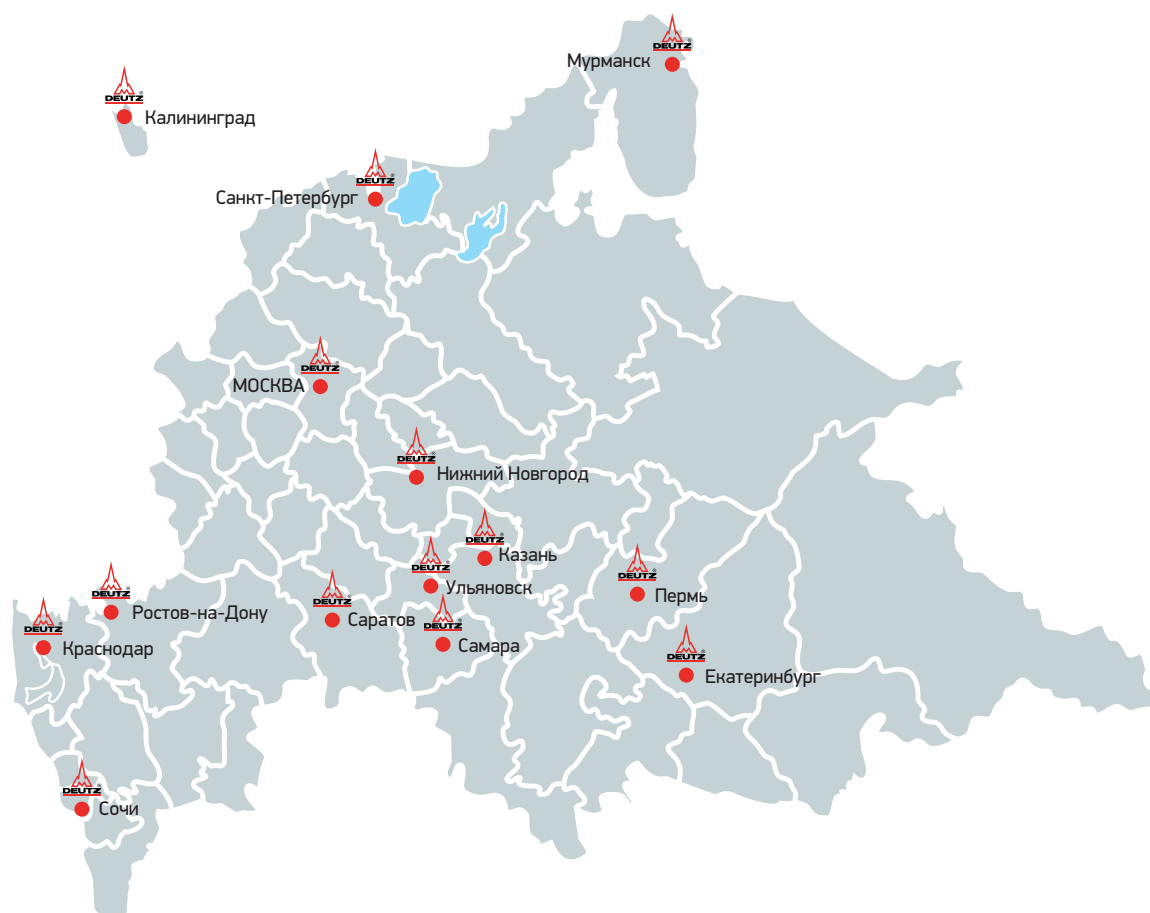 DEUTZ
Мурманск
DEUTZ
Калининград
DEUTZ
Санкт-Петербург
DEUTZ
МОСКВА
DEUTZ
Нижний Новгород
DEUTZ
Казань
DEUTZ
Ульяновск
DEUTZ
Пермь
DEUTZ
Ростов-на-Дону
DEUTZ
Саратов
DEUTZ
Самара
DEUTZ
Краснодар
DEUTZ
Екатеринбург
DEUTZ
Сочи